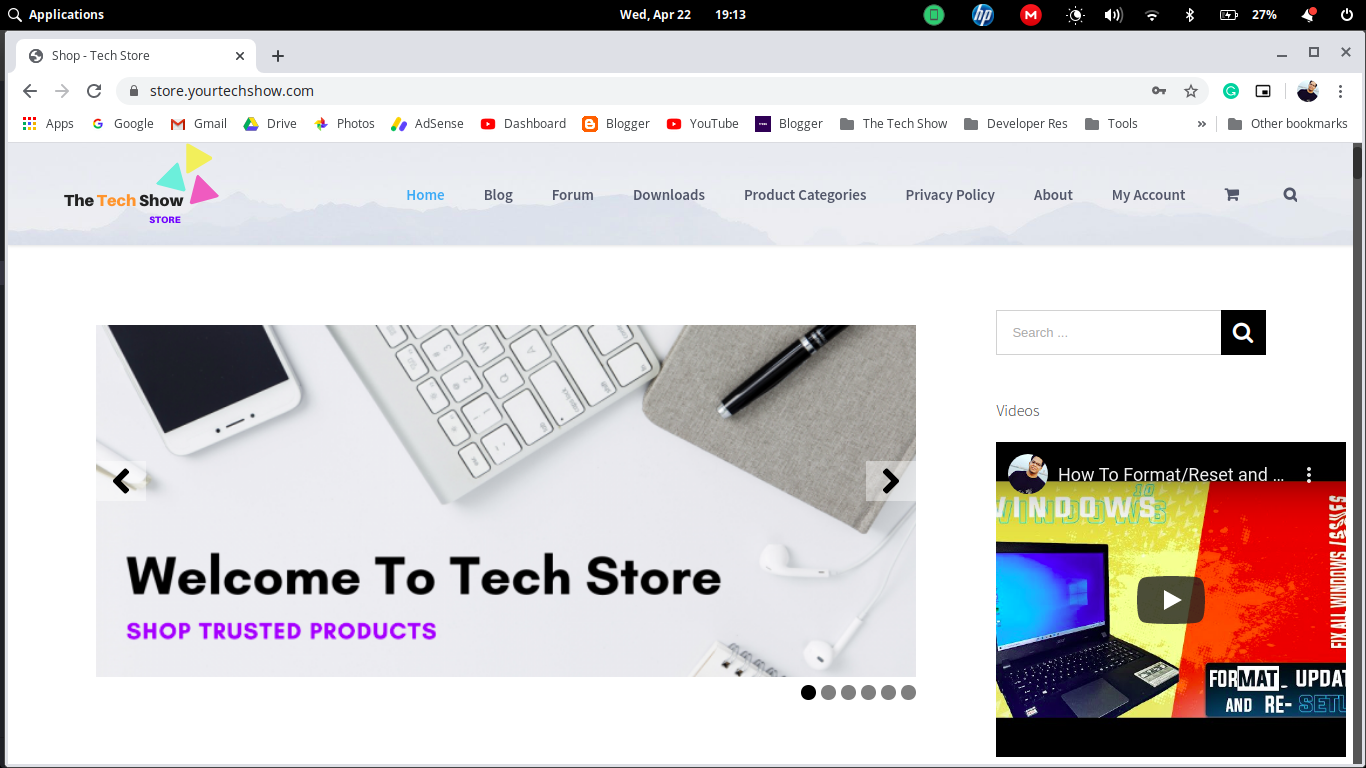 Applications
Wed, Apr 22 19:13
27%
Shop - Tech Store
store.yourtechshow.com
Apps Google Gmail Drive Photos AdSense Dashboard Blogger YouTube Blogger The Tech Show Developer Res Tools » Other bookmarks
The Tech Show
STORE
Home Blog Forum Downloads Product Categories Privacy Policy About My Account
Search ...
Videos
How To Format/Reset and ...
WINDOWS
10
WINDOWS
FIX ALL WINDOWS ISSUES
FORMAT_ UPDAT
AND RE- SETU
Welcome To Tech Store
SHOP TRUSTED PRODUCTS